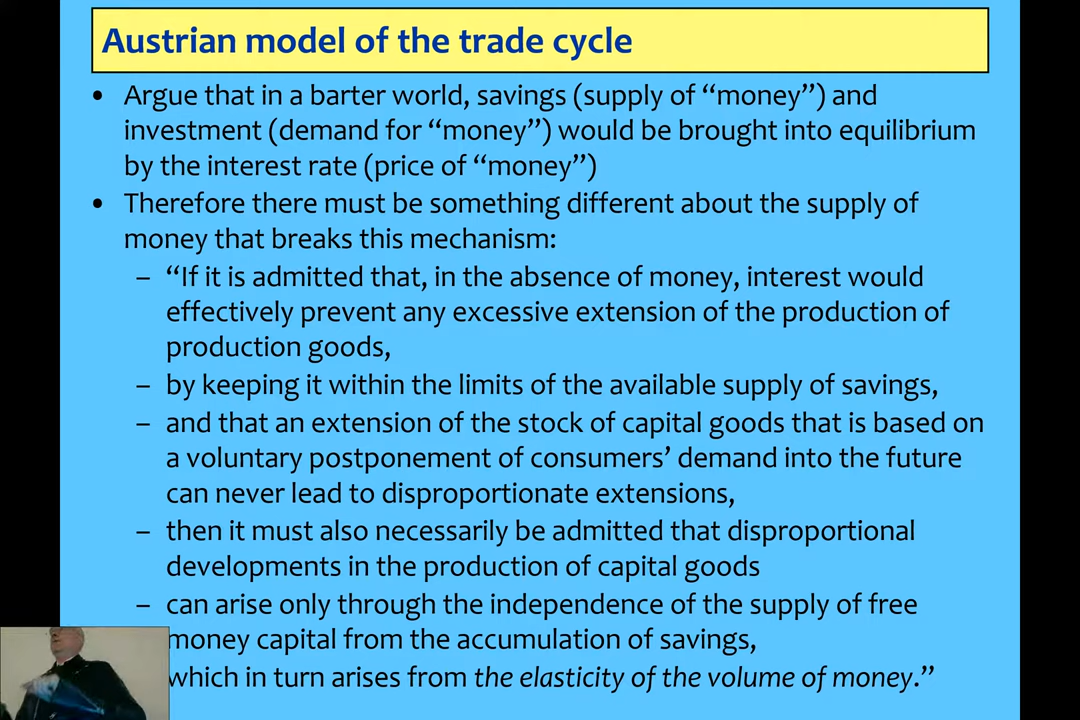 Austrian model of the trade cycle
• Argue that in a barter world, savings (supply of “money”) and
investment (demand for “money”) would be brought into equilibrium
by the interest rate (price of “money”)
• Therefore there must be something different about the supply of
money that breaks this mechanism:
– “If it is admitted that, in the absence of money, interest would
effectively prevent any excessive extension of the production of
production goods,
– by keeping it within the limits of the available supply of savings,
– and that an extension of the stock of capital goods that is based on
a voluntary postponement of consumers’ demand into the future
can never lead to disproportionate extensions,
– then it must also necessarily be admitted that disproportional
developments in the production of capital goods
– can arise only through the independence of the supply of free
money capital from the accumulation of savings,
which in turn arises from the elasticity of the volume of money.”